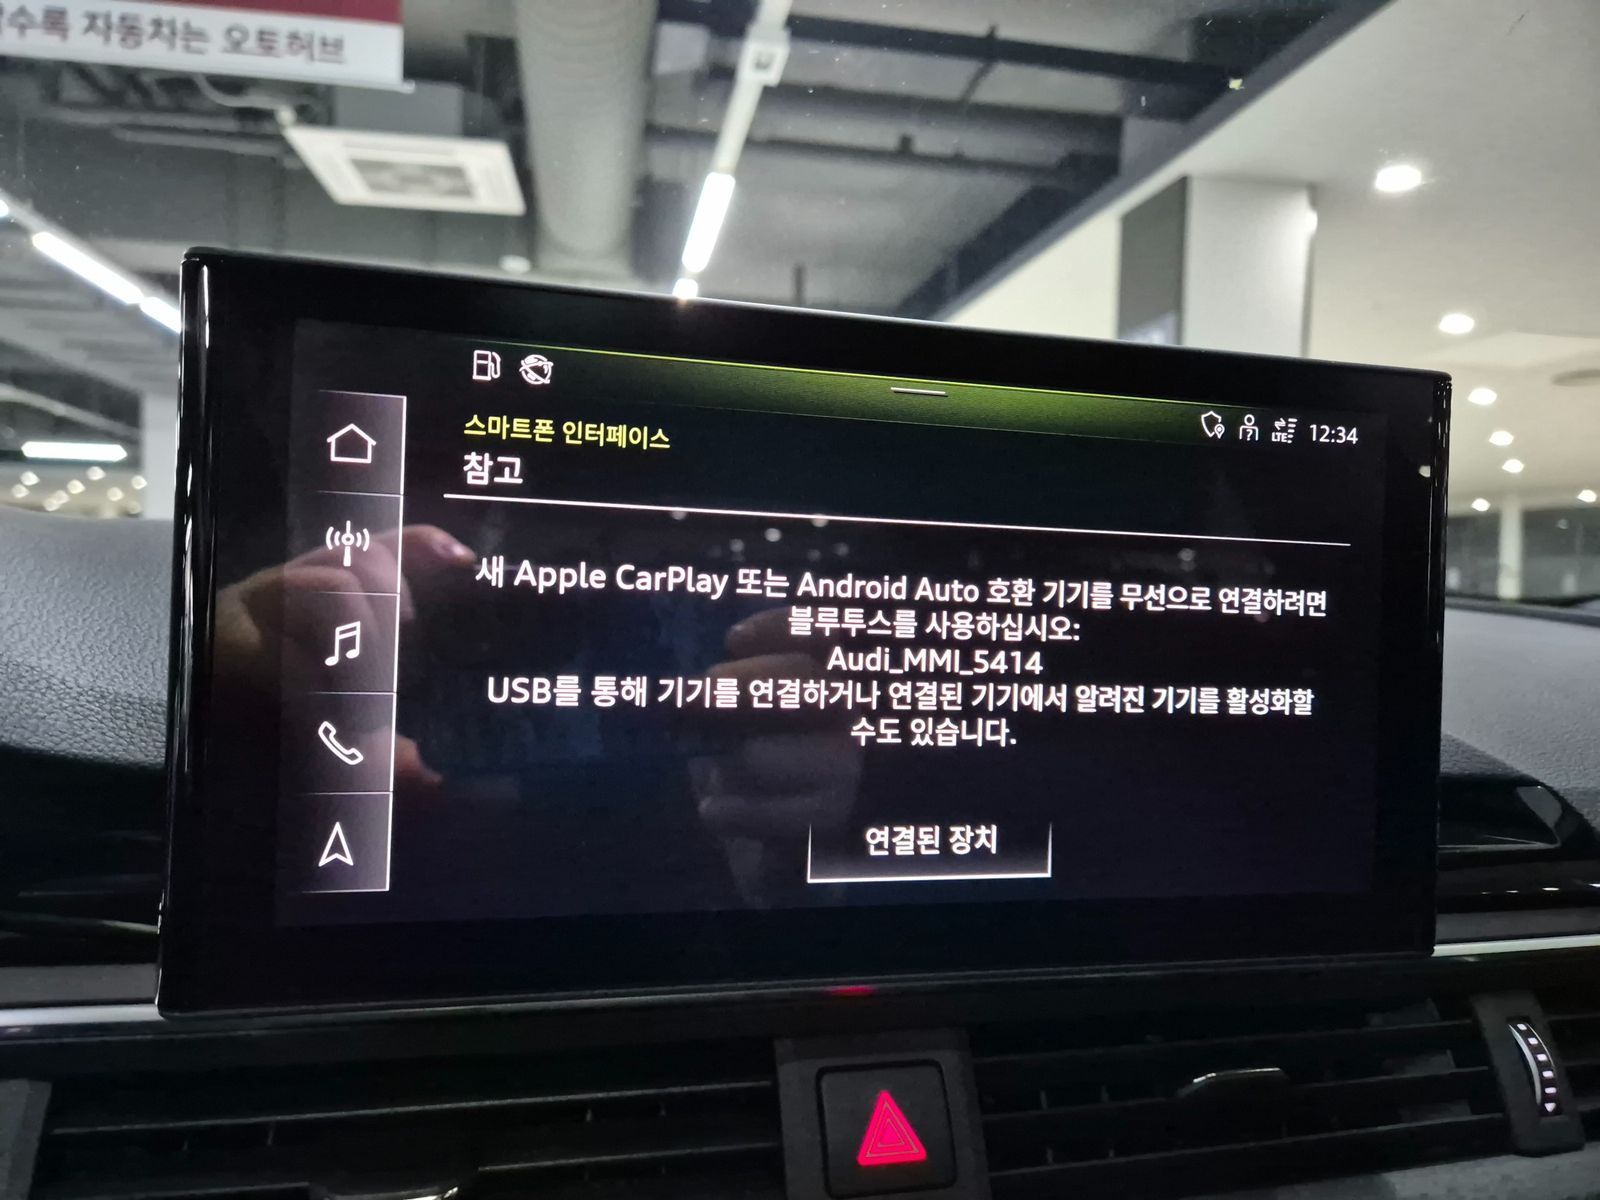 수록 자동차는 오토허브
LTE 12:34
스마트폰 인터페이스
참고
새 Apple CarPlay 또는 Android Auto 호환 기기를 무선으로 연결하려면
블루투스를 사용하십시오:
Audi_MMI_5414
USB를 통해 기기를 연결하거나 연결된 기기에서 알려진 기기를 활성화할
수도 있습니다.
연결된 장치